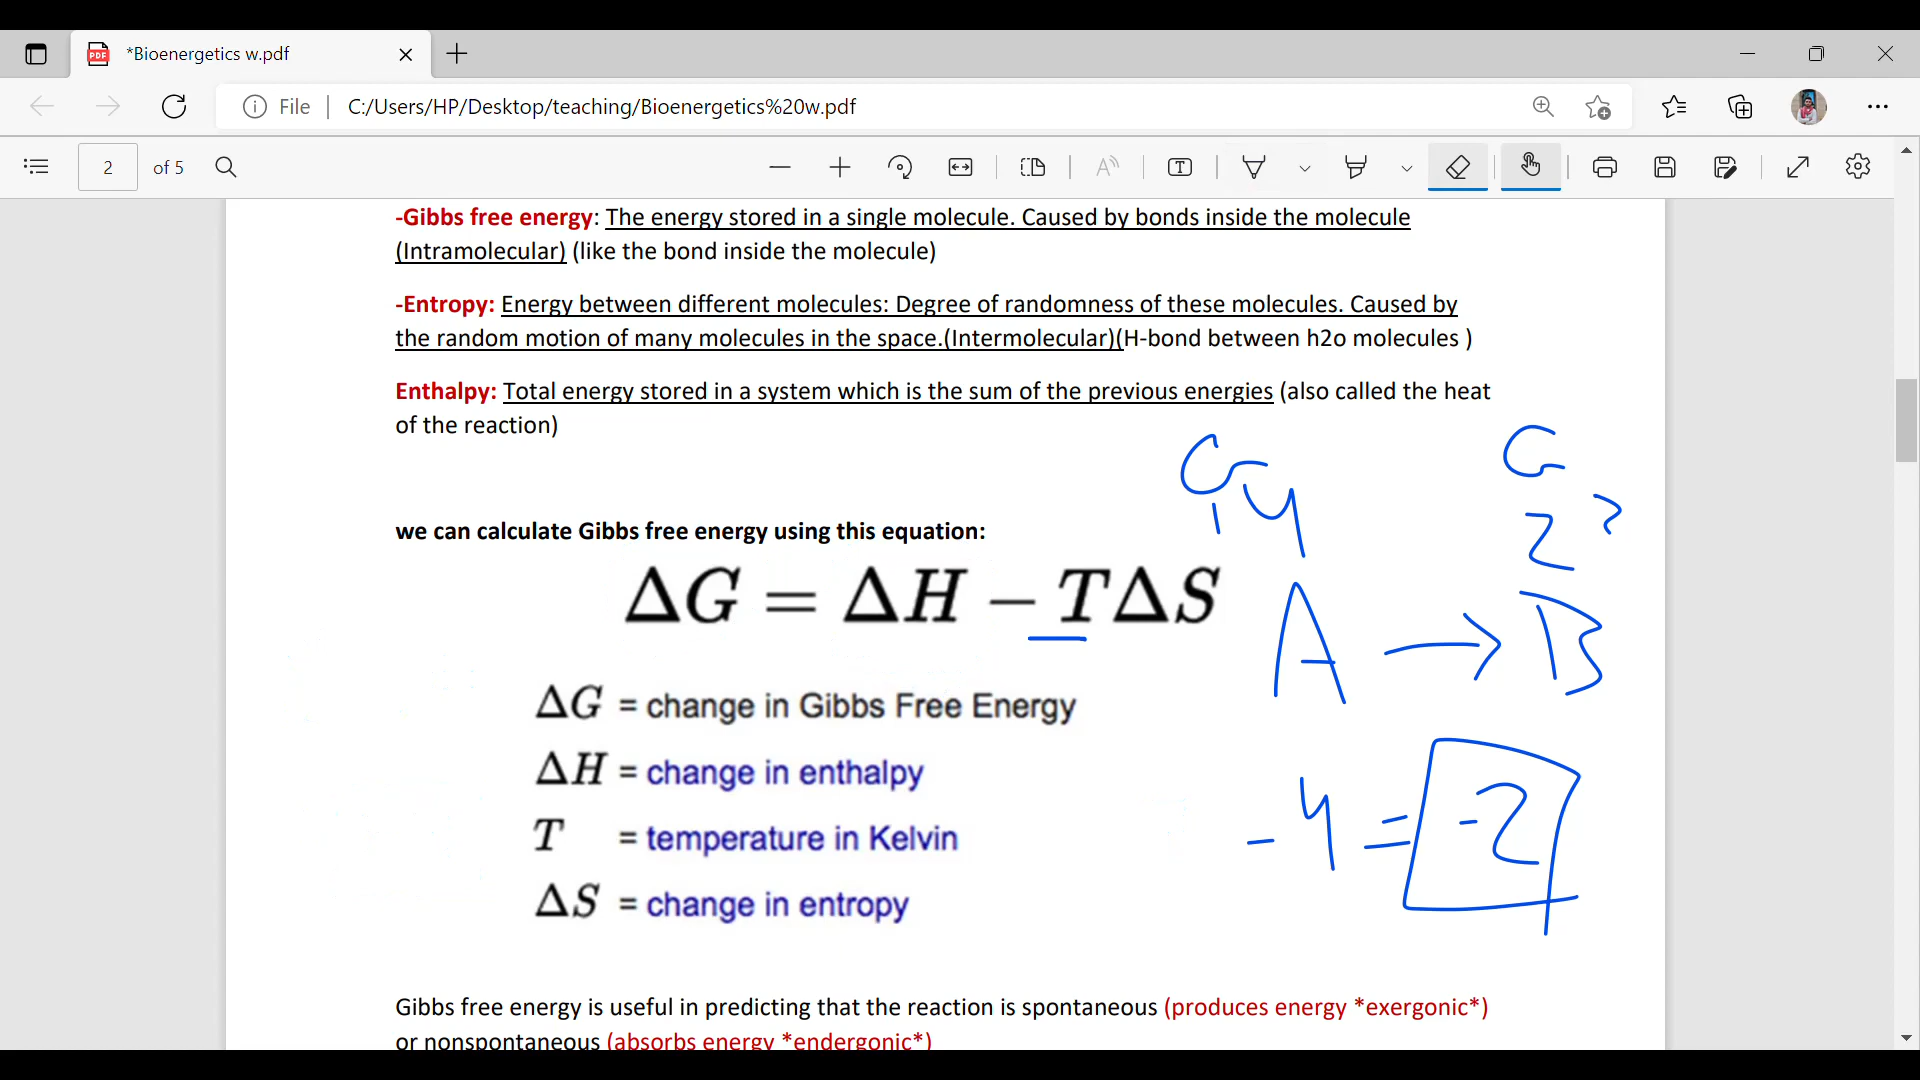 *Bioenergetics w.pdf
File | C:/Users/HP/Desktop/teaching/Bioenergetics%20w.pdf
2 of 5
-Gibbs free energy: The energy stored in a single molecule. Caused by bonds inside the molecule
(Intramolecular) (like the bond inside the molecule)
-Entropy: Energy between different molecules: Degree of randomness of these molecules. Caused by
the random motion of many molecules in the space.(Intermolecular)(H-bond between h2o molecules )
Enthalpy: Total energy stored in a system which is the sum of the previous energies (also called the heat
of the reaction)
G G
4 2
we can calculate Gibbs free energy using this equation:
ΔG = ΔH − TΔS
A → B
ΔG = change in Gibbs Free Energy
ΔH = change in enthalpy
T = temperature in Kelvin
ΔS = change in entropy
- 4 = -2
Gibbs free energy is useful in predicting that the reaction is spontaneous (produces energy *exergonic*)
or nonspontaneous (absorbs energy *endergonic*)